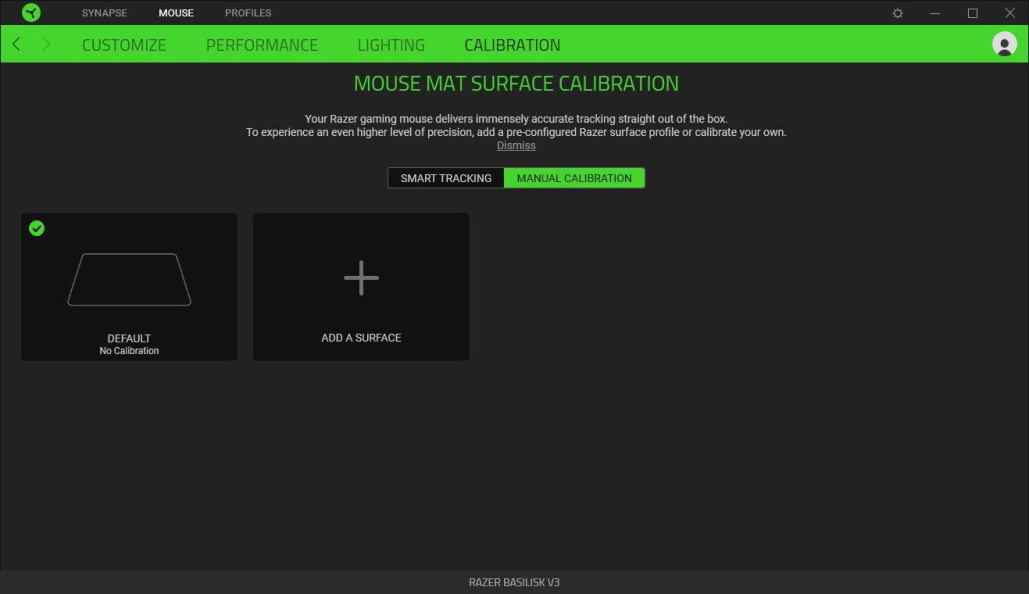 SYNAPSE MOUSE PROFILES
CUSTOMIZE PERFORMANCE LIGHTING CALIBRATION
MOUSE MAT SURFACE CALIBRATION
Your Razer gaming mouse delivers immensely accurate tracking straight out of the box.
To experience an even higher level of precision, add a pre-configured Razer surface profile or calibrate your own.
Dismiss
SMART TRACKING MANUAL CALIBRATION
DEFAULT
No Calibration
ADD A SURFACE
RAZER BASILISK V3